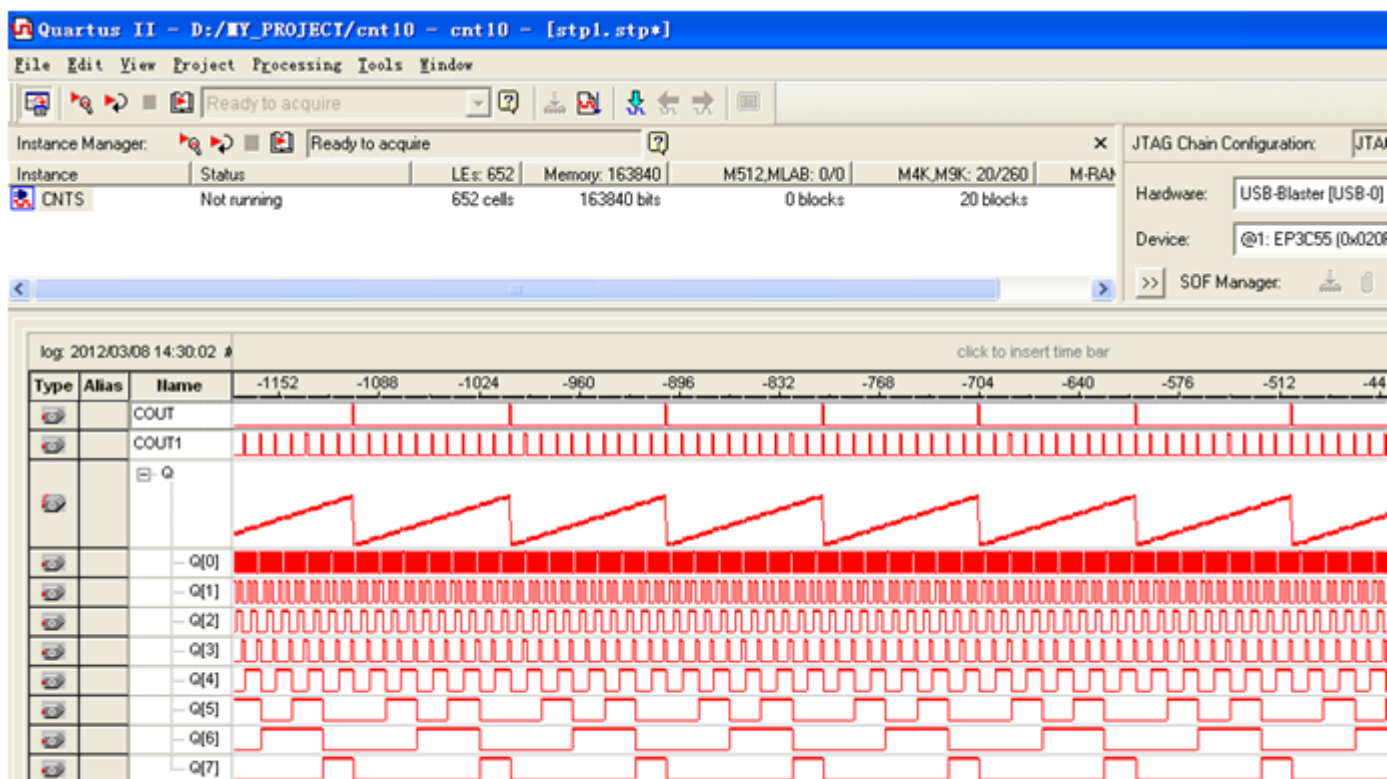 Quartus II - D:/MY_PROJECT/cnt10 - cnt10 - [stp1.stp*]
File Edit View Project Processing Tools Window
Ready to acquire
Instance Manager: Ready to acquire × JTAG Chain Configuration: JTA
Instance Status LEs: 652 Memory: 163840 M512,MLAB: 0/0 M4K,M9K: 20/260 M-RAM
CNTS Not running 652 cells 163840 bits 0 blocks 20 blocks
Hardware: USB-Blaster [USB-0]
Device: @1: EP3C55 (0x020F
>> SOF Manager:
log: 2012/03/08 14:30:02 # click to insert time bar
Type Alias Name -1152 -1088 -1024 -960 -896 -832 -768 -704 -640 -576 -512 -44
COUT
COUT1
Q
Q[0]
Q[1]
Q[2]
Q[3]
Q[4]
Q[5]
Q[6]
Q[7]